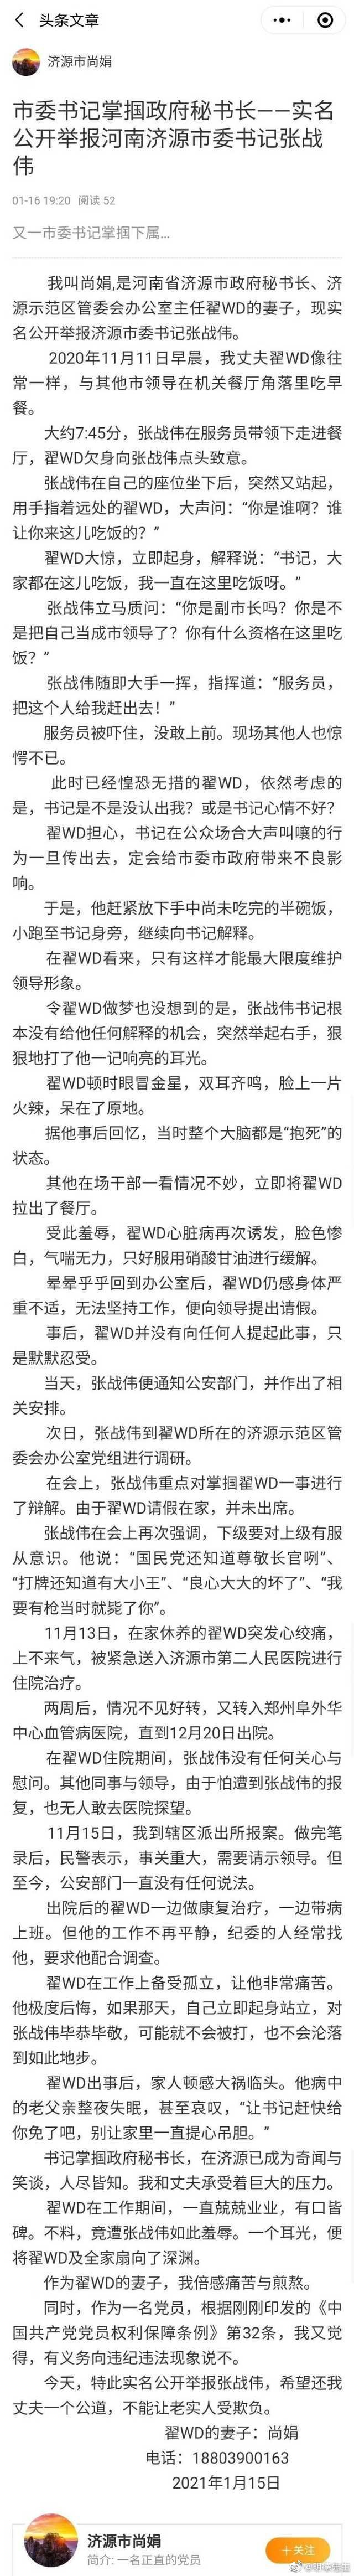 头条文章
济源市尚娟
市委书记掌掴政府秘书长——实名
公开举报河南济源市委书记张战
伟
01-16 19:20 阅读 52
又一市委书记掌掴下属...
我叫尚娟,是河南省济源市政府秘书长、济
源示范区管委会办公室主任翟WD的妻子，现实
名公开举报济源市委书记张战伟。
2020年11月11日早晨，我丈夫翟WD像往
常一样，与其他市领导在机关餐厅角落里吃早
餐。
大约7:45分，张战伟在服务员带领下走进餐
厅，翟WD欠身向张战伟点头致意。
张战伟在自己的座位坐下后，突然又站起，
用手指着远处的翟WD，大声问：“你是谁啊？谁
让你来这儿吃饭的？”
翟WD大惊，立即起身，解释说：“书记，大
家都在这儿吃饭，我一直在这里吃饭呀。”
张战伟立马质问：“你是副市长吗？你是不
是把自己当成市领导了？你有什么资格在这里吃
饭？”
张战伟随即大手一挥，指挥道：“服务员，
把这个人给我赶出去！”
服务员被吓住，没敢上前。现场其他人也惊
愕不已。
此时已经惶恐无措的翟WD，依然考虑的
是，书记是不是没认出我？或是书记心情不好？
翟WD担心，书记在公众场合大声叫嚷的行
为一旦传出去，定会给市委市政府带来不良影
响。
于是，他赶紧放下手中尚未吃完的半碗饭，
小跑至书记身旁，继续向书记解释。
在翟WD看来，只有这样才能最大限度维护
领导形象。
令翟WD做梦也没想到的是，张战伟书记根
本没有给他任何解释的机会，突然举起右手，狠
狠地打了他一记响亮的耳光。
翟WD顿时眼冒金星，双耳齐鸣，脸上一片
火辣，呆在了原地。
据他事后回忆，当时整个大脑都是“抱死”的
状态。
其他在场干部一看情况不妙，立即将翟WD
拉出了餐厅。
受此羞辱，翟WD心脏病再次诱发，脸色惨
白，气喘无力，只好服用硝酸甘油进行缓解。
晕晕乎乎回到办公室后，翟WD仍感身体严
重不适，无法坚持工作，便向领导提出请假。
事后，翟WD并没有向任何人提起此事，只
是默默忍受。
当天，张战伟便通知公安部门，并作出了相
关安排。
次日，张战伟到翟WD所在的济源示范区管
委会办公室党组进行调研。
在会上，张战伟重点对掌掴翟WD一事进行
了辩解。由于翟WD请假在家，并未出席。
张战伟在会上再次强调，下级要对上级有服
从意识。他说：“国民党还知道尊敬长官咧”、
“打牌还知道有大小王”、“良心大大的坏了”、“我
要有枪当时就毙了你”。
11月13日，在家休养的翟WD突发心绞痛，
上不来气，被紧急送入济源市第二人民医院进行
住院治疗。
两周后，情况不见好转，又转入郑州阜外华
中心血管病医院，直到12月20日出院。
在翟WD住院期间，张战伟没有任何关心与
慰问。其他同事与领导，由于怕遭到张战伟的报
复，也无人敢去医院探望。
11月15日，我到辖区派出所报案。做完笔
录后，民警表示，事关重大，需要请示领导。但
至今，公安部门一直没有任何说法。
出院后的翟WD一边做康复治疗，一边带病
上班。但他的工作不再平静，纪委的人经常找
他，要求他配合调查。
翟WD在工作上备受孤立，让他非常痛苦。
他极度后悔，如果那天，自己立即起身站立，对
张战伟毕恭毕敬，可能就不会被打，也不会沦落
到如此地步。
翟WD出事后，家人顿感大祸临头。他病中
的老父亲整夜失眠，甚至哀叹，“让书记赶快给
你免了吧，别让家里一直提心吊胆。”
书记掌掴政府秘书长，在济源已成为奇闻与
笑谈，人尽皆知。我和丈夫承受着巨大的压力。
翟WD在工作期间，一直兢兢业业，有口皆
碑。不料，竟遭张战伟如此羞辱。一个耳光，便
将翟WD及全家扇向了深渊。
作为翟WD的妻子，我倍感痛苦与煎熬。
同时，作为一名党员，根据刚刚印发的《中
国共产党党员权利保障条例》第32条，我又觉
得，有义务向违纪违法现象说不。
今天，特此实名公开举报张战伟，希望还我
丈夫一个公道，不能让老实人受欺负。
翟WD的妻子：尚娟
电话：18803900163
2021年1月15日
济源市尚娟
简介: 一名正直的党员
+关注